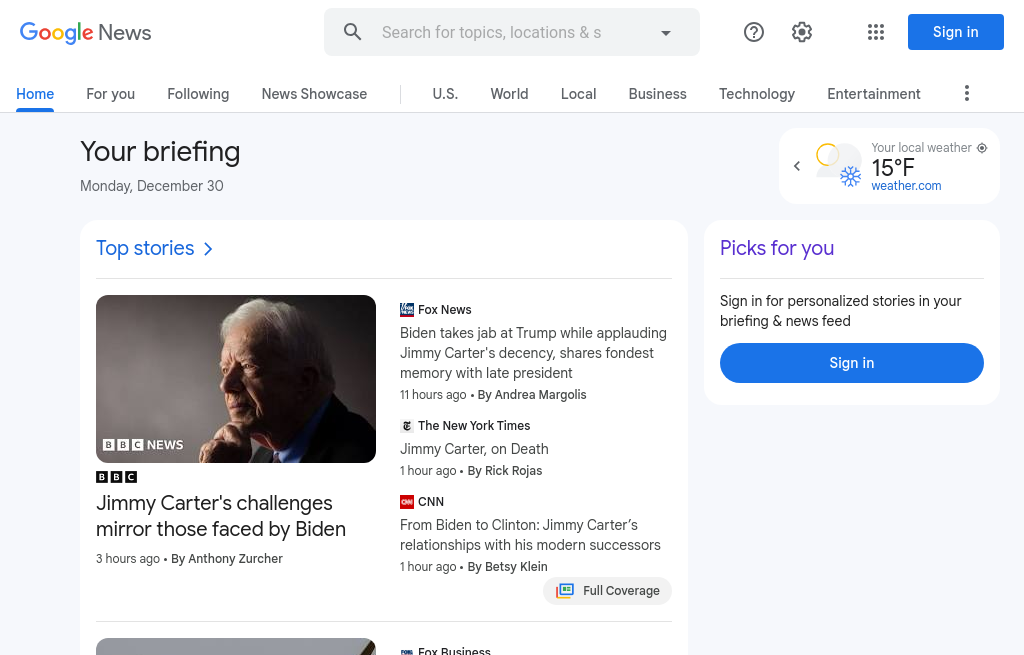 Google News
Search for topics, locations & s
Sign in
Home
For you
Following
News Showcase
U.S.
World
Local
Business
Technology
Entertainment
Your briefing
Monday, December 30
Your local weather
15°F
weather.com
Top stories
BBC NEWS
BBC
Jimmy Carter's challenges
mirror those faced by Biden
3 hours ago • By Anthony Zurcher
Fox News
Biden takes jab at Trump while applauding
Jimmy Carter's decency, shares fondest
memory with late president
11 hours ago • By Andrea Margolis
The New York Times
Jimmy Carter, on Death
1 hour ago • By Rick Rojas
CNN
CNN
From Biden to Clinton: Jimmy Carter’s
relationships with his modern successors
1 hour ago • By Betsy Klein
Full Coverage
Fox Business
Picks for you
Sign in for personalized stories in your
briefing & news feed
Sign in